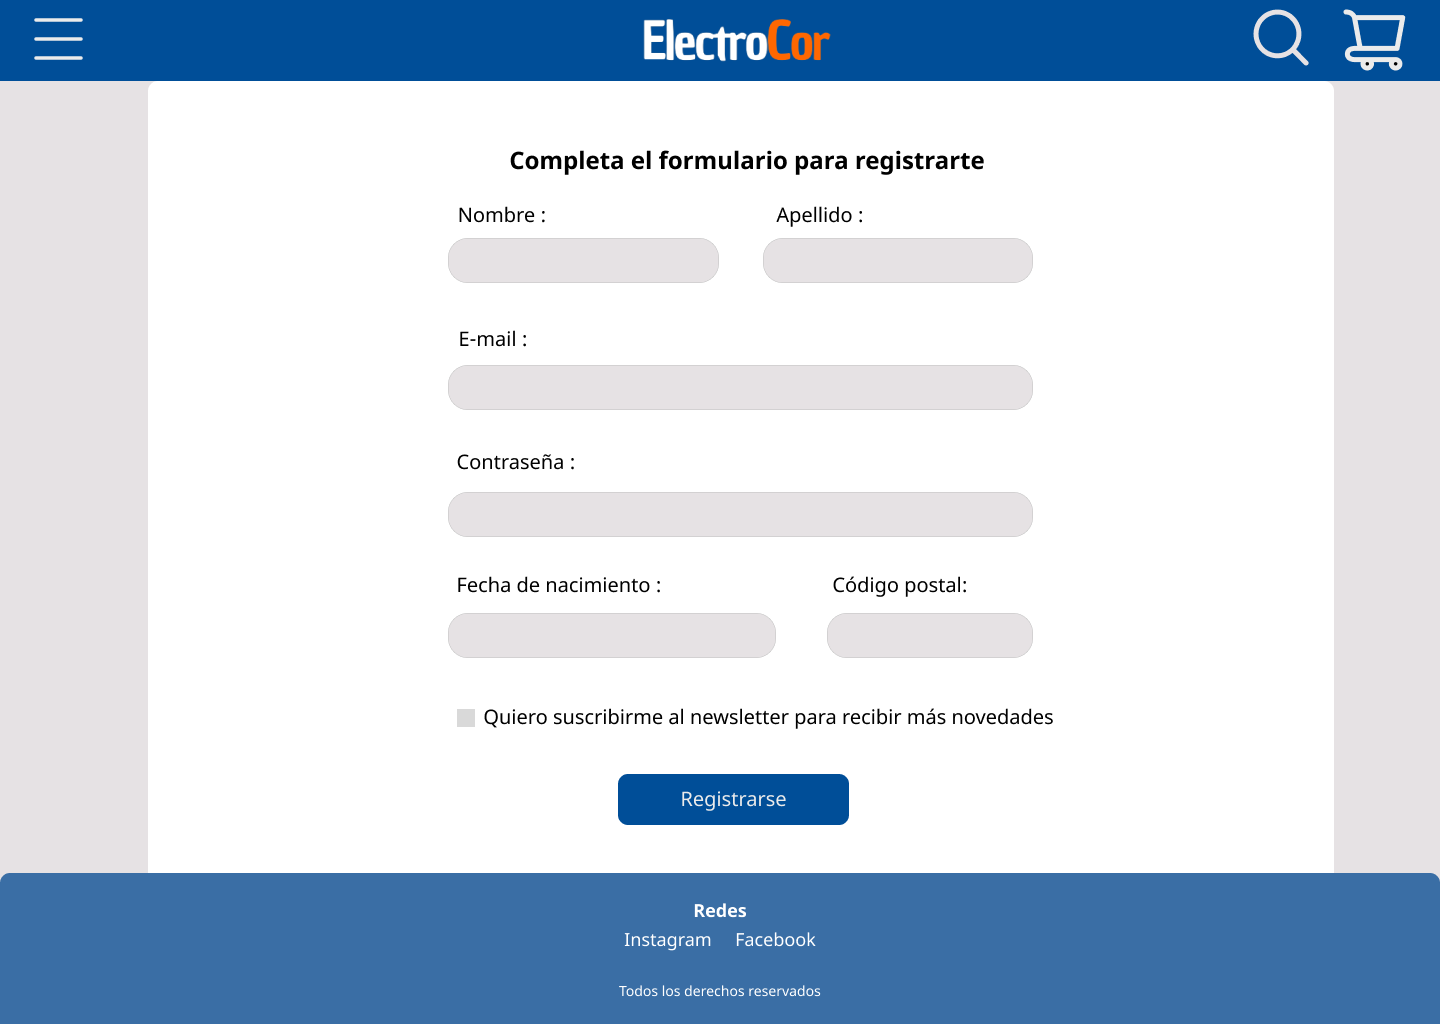 ElectroCor
Completa el formulario para registrarte
Nombre :
Apellido :
E-mail :
Contraseña :
Fecha de nacimiento :
Código postal:
Quiero suscribirme al newsletter para recibir más novedades
Registrarse
Redes
Instagram Facebook
Todos los derechos reservados